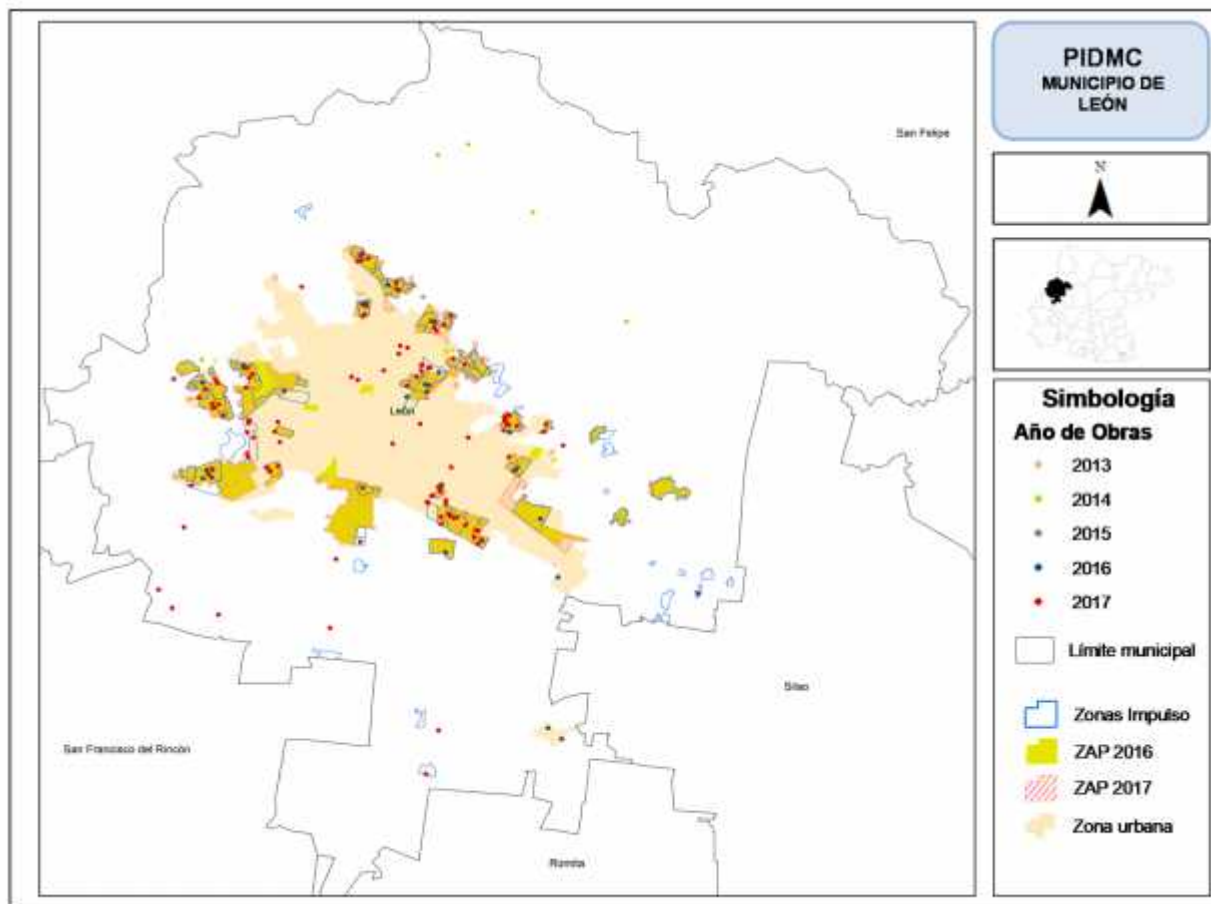 PIDMC
MUNICIPIO DE
LEÓN
San Felipe
N
León
Simbología
Año de Obras
2013
2014
2015
2016
2017
Límite municipal
Zonas Impulso
ZAP 2016
ZAP 2017
Zona urbana
Silao
San Francisco del Rincón
Romita